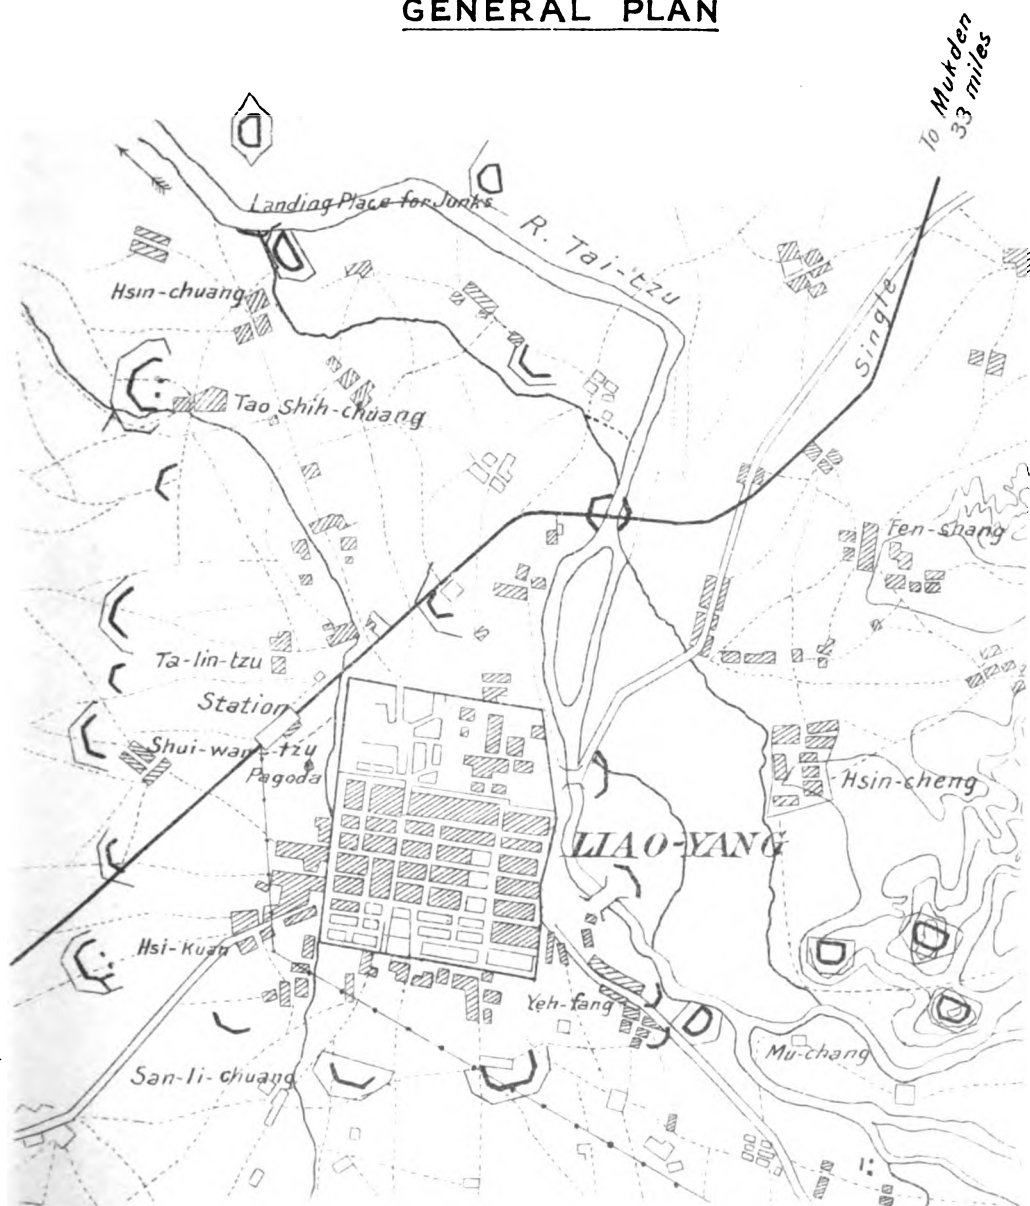 GENERAL PLAN
To Mukden
33 miles
Landing Place for Junks
R. Tai-tzu
Hsin-chuang
Single
Tao Shih-chuang
Fen-shang
Ta-lin-tzu
Station
Shui-wan-tzu
Pagoda
Hsin-cheng
LIAO-YANG
Hsi-Kuan
Yeh-fang
Mu-chang
San-li-chuang